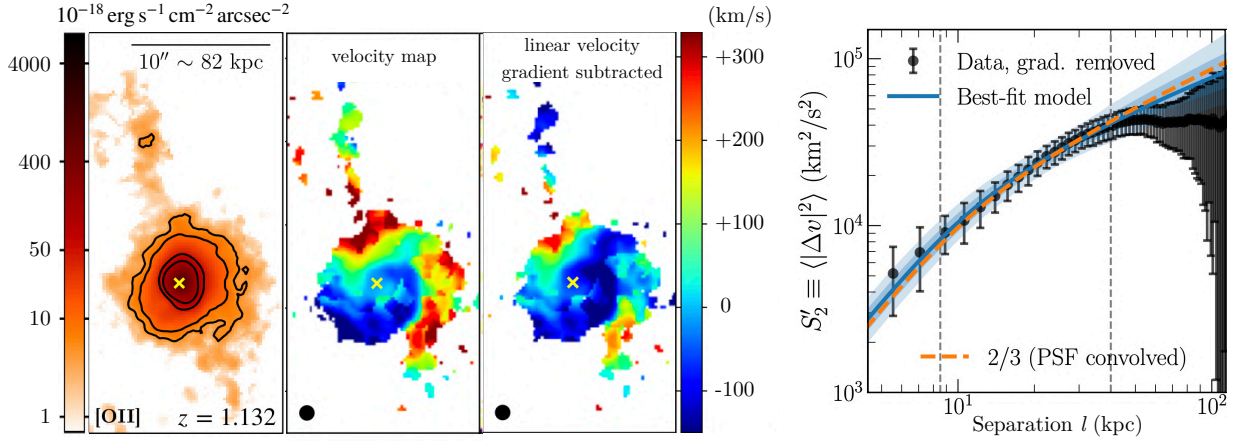 10⁻¹⁸ erg s⁻¹ cm⁻² arcsec⁻²
4000
400
50
10
1
10″ ∼ 82 kpc
[OII]
z = 1.132
velocity map
linear velocity
gradient subtracted
(km/s)
+300
+200
+100
0
-100
S′₂ ≡ ⟨|Δv|²⟩ (km²/s²)
10⁵
10⁴
10³
Data, grad. removed
Best-fit model
2/3 (PSF convolved)
10¹
10²
Separation l (kpc)